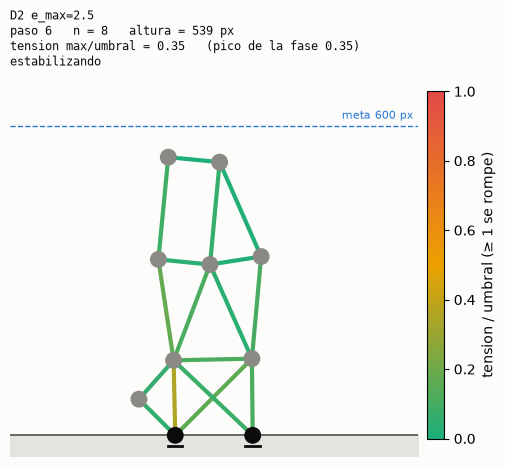 D2 e_max=2.5
paso 6   n = 8   altura = 539 px
tension max/umbral = 0.35   (pico de la fase 0.35)
estabilizando
meta 600 px
1.0
0.8
0.6
0.4
0.2
0.0
tensión / umbral (≥ 1 se rompe)